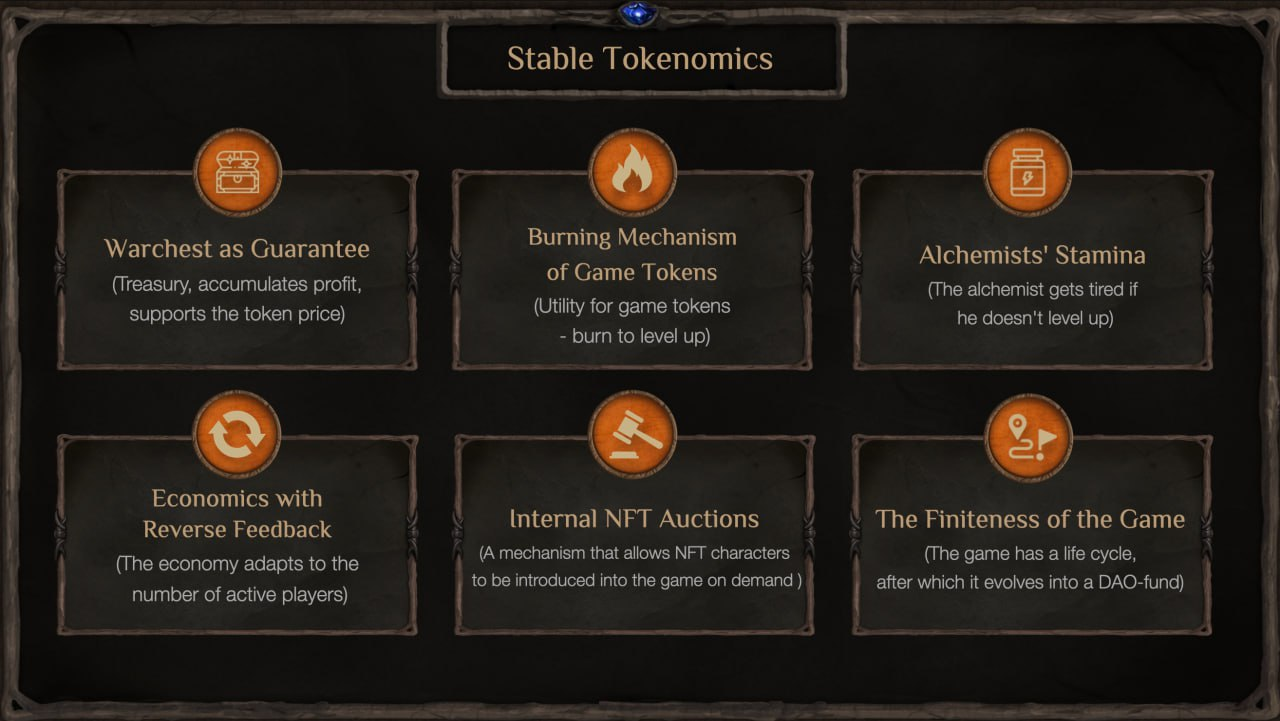 Stable Tokenomics
Warchest as Guarantee
(Treasury, accumulates profit,
supports the token price)
Burning Mechanism
of Game Tokens
(Utility for game tokens
- burn to level up)
Alchemists' Stamina
(The alchemist gets tired if
he doesn't level up)
Economics with
Reverse Feedback
(The economy adapts to the
number of active players)
Internal NFT Auctions
(A mechanism that allows NFT characters
to be introduced into the game on demand )
The Finiteness of the Game
(The game has a life cycle,
after which it evolves into a DAO-fund)